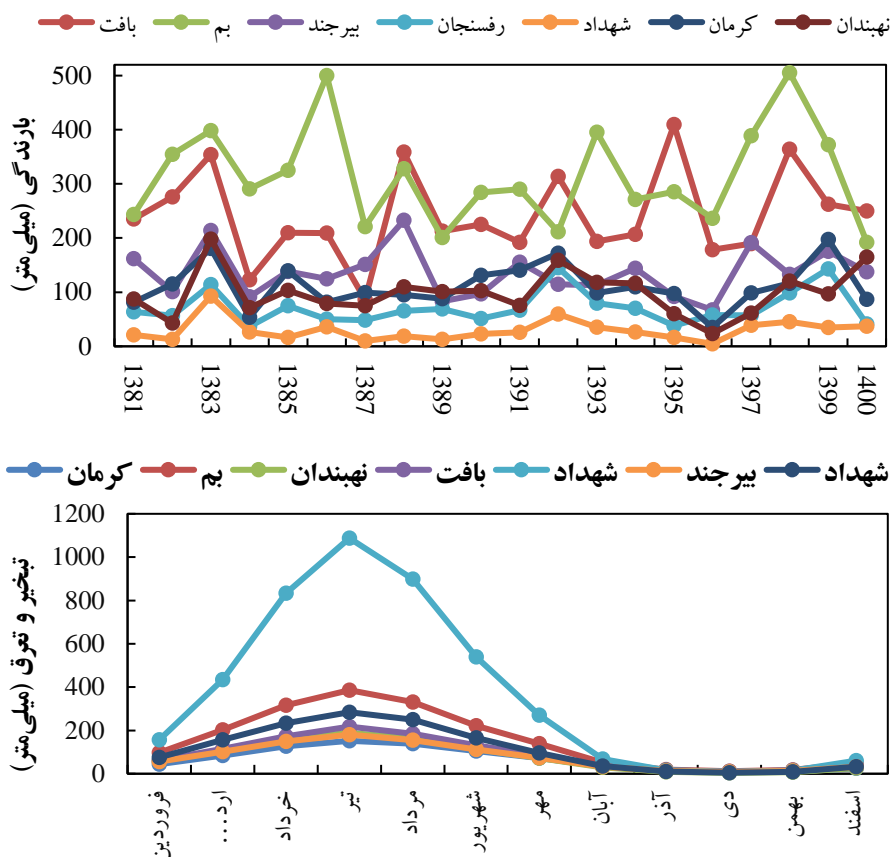 بافت بم بیرجند رفسنجان شهداد کرمان نهبندان
بارندگی (میلی‌متر)
500
400
300
200
100
0
1381 1383 1385 1387 1389 1391 1393 1395 1397 1399 1400
شهداد بیرجند شهداد بافت نهبندان بم کرمان
تبخیر و تعرق (میلی‌متر)
1200
1000
800
600
400
200
0
فروردین ارد... خرداد تیر مرداد شهریور مهر آبان آذر دی بهمن اسفند